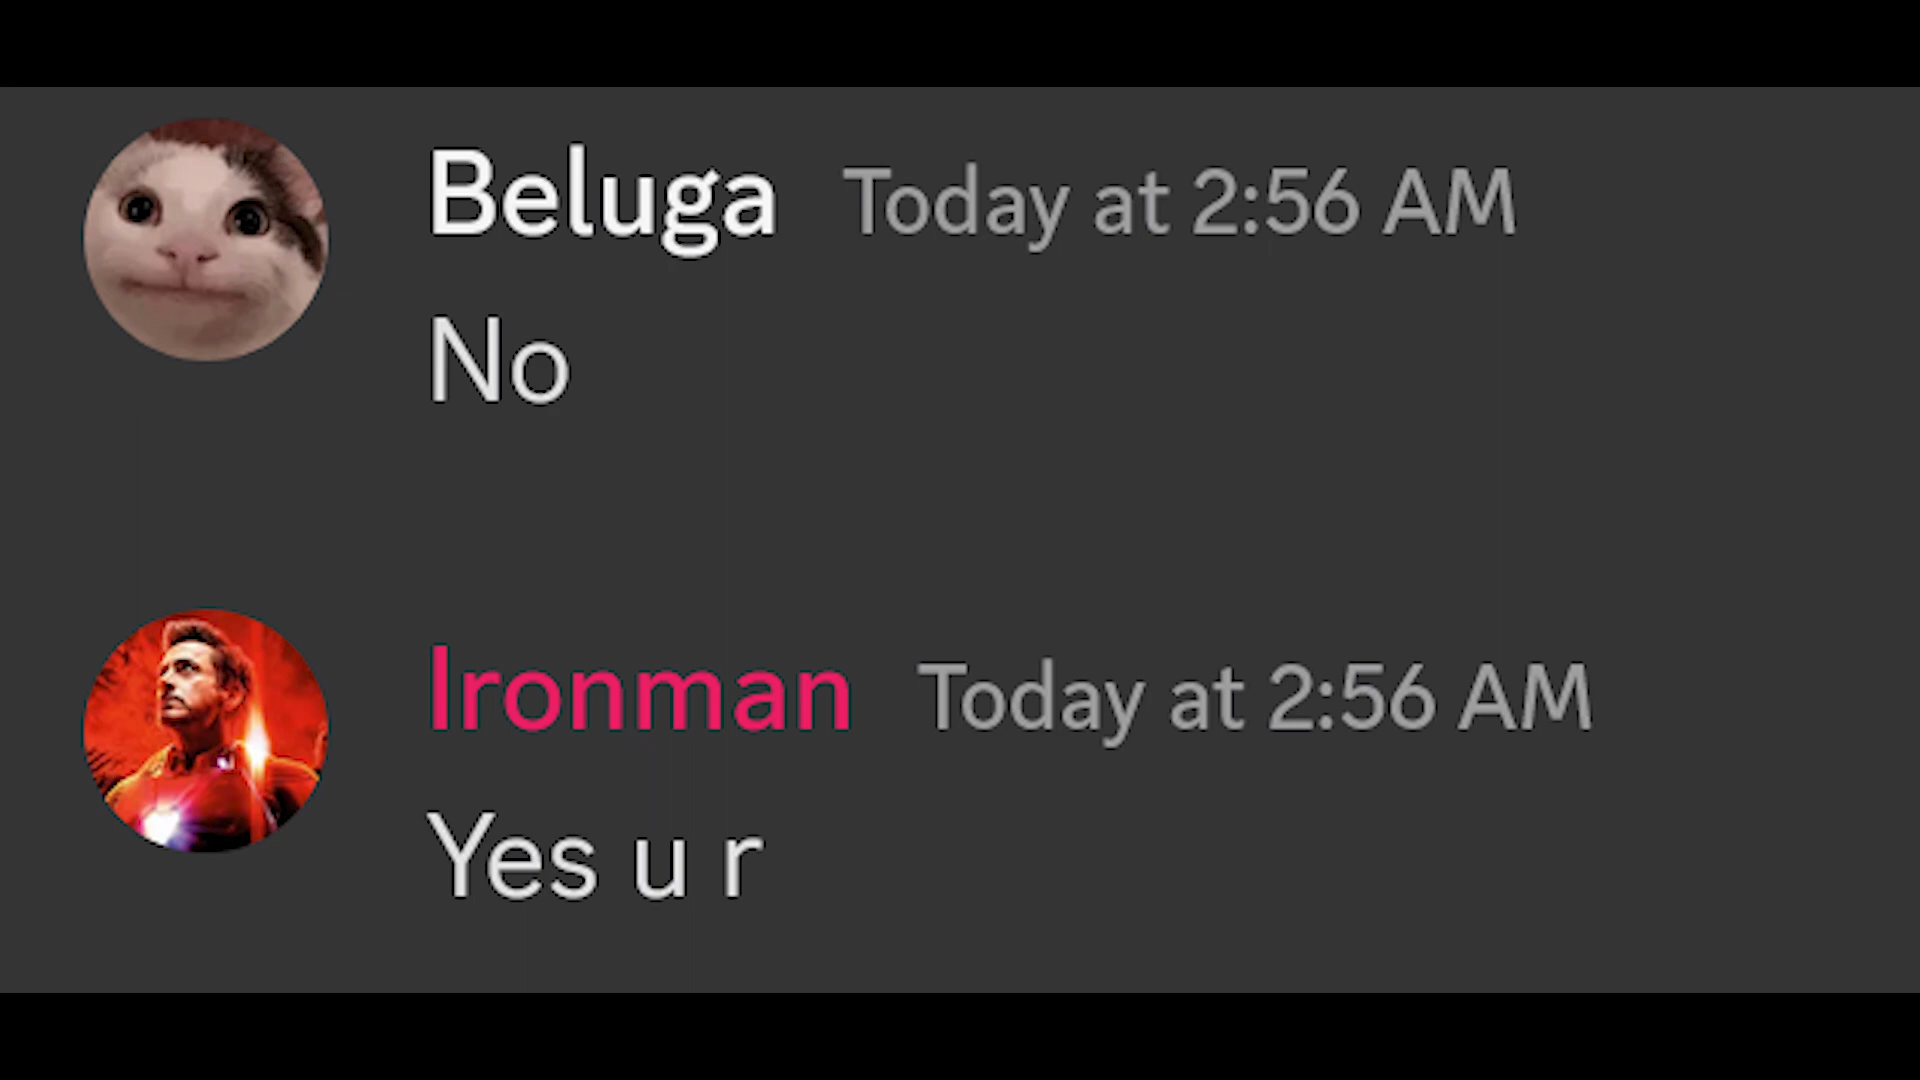 Beluga Today at 2:56 AM
No
Ironman Today at 2:56 AM
Yes u r